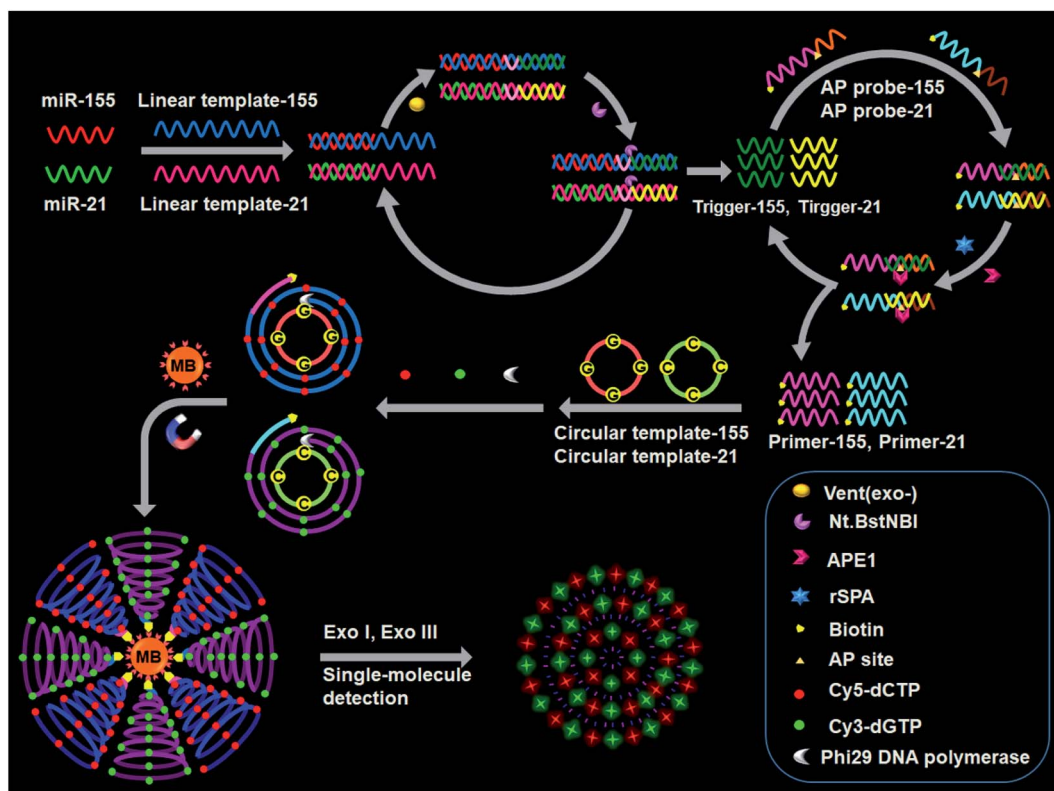 miR-155
Linear template-155
miR-21
Linear template-21
AP probe-155
AP probe-21
Trigger-155, Tirgger-21
MB
G
G
G
G
G
G
G
G
C
C
C
C
C
C
C
C
Circular template-155
Circular template-21
Primer-155, Primer-21
MB
Exo I, Exo III
Single-molecule
detection
Vent(exo-)
Nt.BstNBI
APE1
rSPA
Biotin
AP site
Cy5-dCTP
Cy3-dGTP
Phi29 DNA polymerase